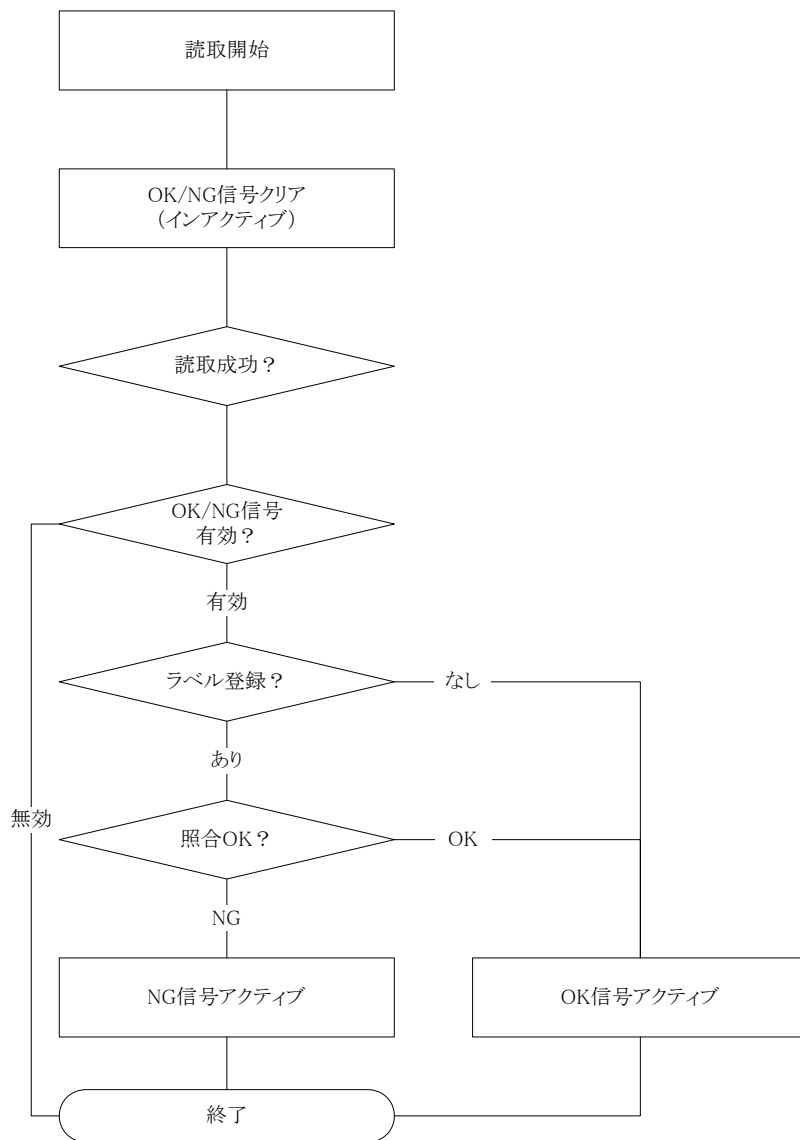 読取開始
OK/NG信号クリア
(インアクティブ)
読取成功？
OK/NG信号
有効？
有効
ラベル登録？
なし
あり
無効
照合OK？
OK
NG
NG信号アクティブ
OK信号アクティブ
終了